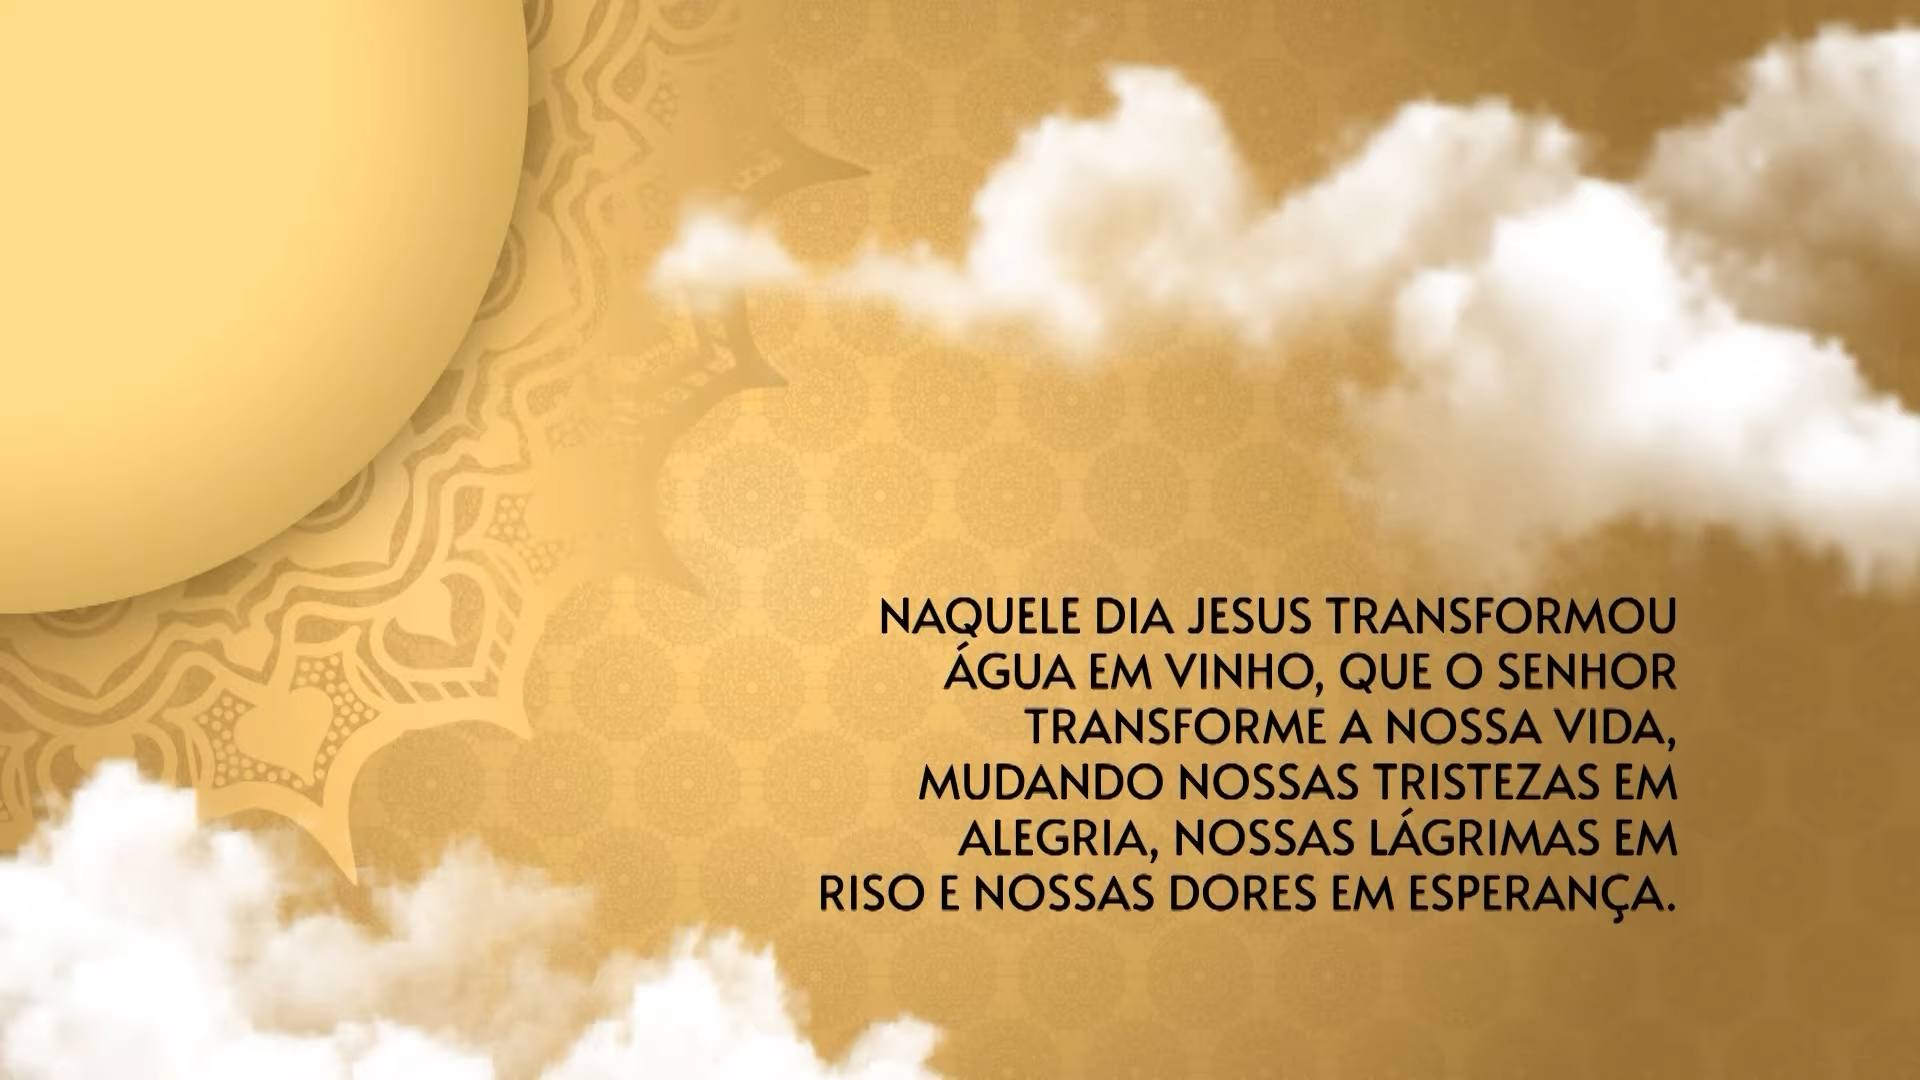 NAQUELE DIA JESUS TRANSFORMOU
ÁGUA EM VINHO, QUE O SENHOR
TRANSFORME A NOSSA VIDA,
MUDANDO NOSSAS TRISTEZAS EM
ALEGRIA, NOSSAS LÁGRIMAS EM
RISO E NOSSAS DORES EM ESPERANÇA.